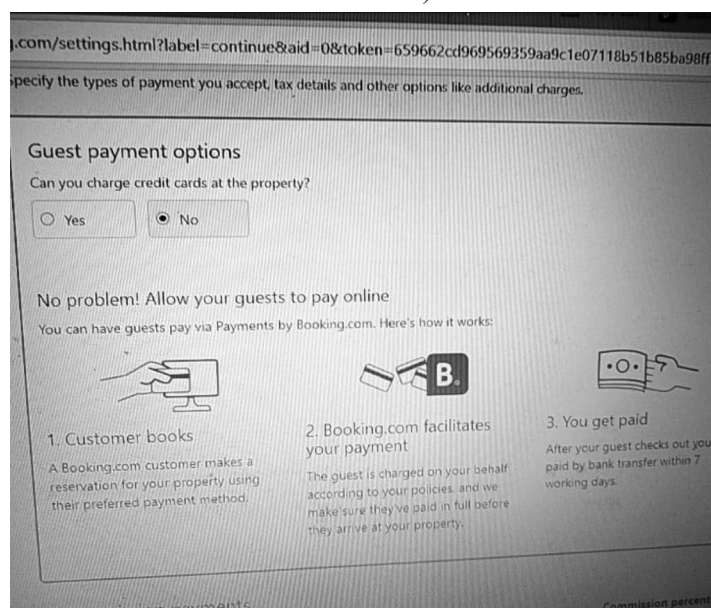 .com/settings.html?label=continue&aid=0&token=659662cd969569359aa9c1e07118b51b85ba98ff
specify the types of payment you accept, tax details and other options like additional charges.
Guest payment options
Can you charge credit cards at the property?
Yes
No
No problem! Allow your guests to pay online
You can have guests pay via Payments by Booking.com. Here's how it works:
B.
1. Customer books
A Booking.com customer makes a
reservation for your property using
their preferred payment method.
2. Booking.com facilitates
your payment
The guest is charged on your behalf
according to your policies, and we
make sure they've paid in full before
they arrive at your property.
3. You get paid
After your guest checks out you
paid by bank transfer within 7
working days.
Commission percent